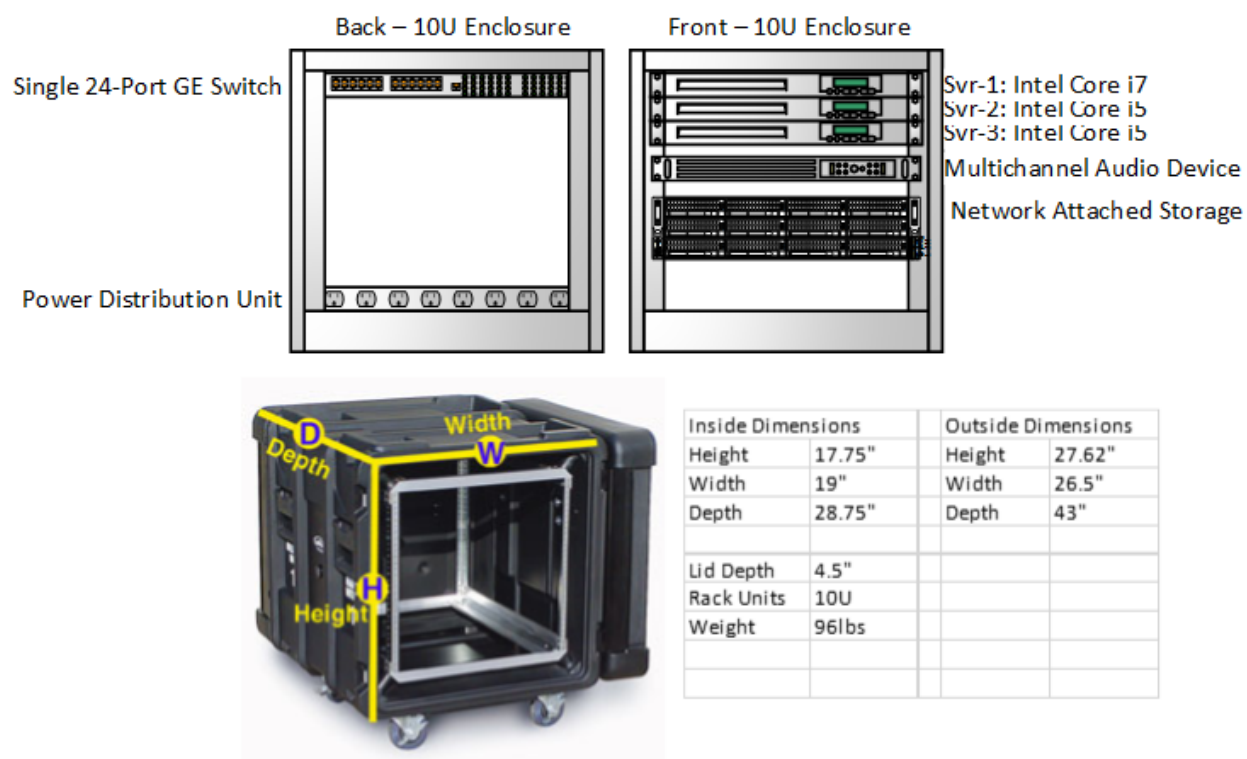 Back – 10U Enclosure
Front – 10U Enclosure
Single 24-Port GE Switch
Power Distribution Unit
Svr-1: Intel Core i7
Svr-2: Intel Core i5
Svr-3: Intel Core i5
Multichannel Audio Device
Network Attached Storage
D
Depth
Width
W
H
Height
Inside Dimensions Outside Dimensions
Height 17.75" Height 27.62"
Width 19" Width 26.5"
Depth 28.75" Depth 43"
Lid Depth 4.5"
Rack Units 10U
Weight 96lbs